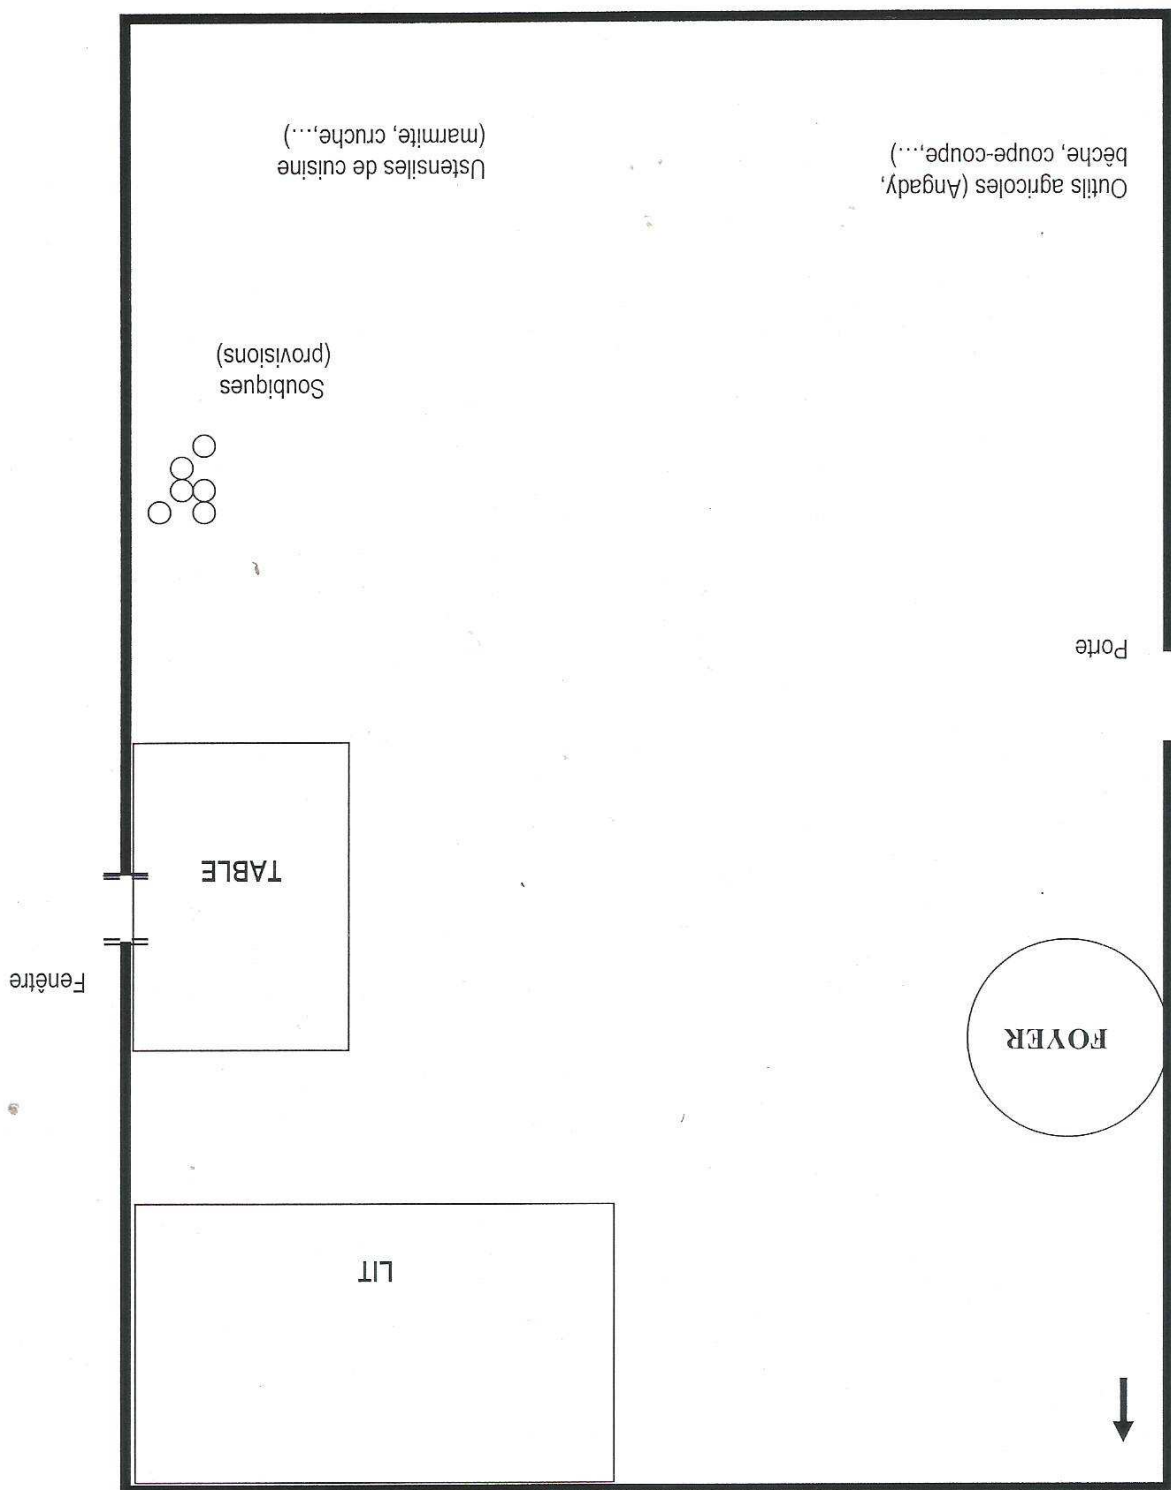 LIT
FOYER
Fenêtre
TABLE
Porte
Soubiques
(provisions)
Outils agricoles (Angady,
bêche, coupe-coupe,…)
Ustensiles de cuisine
(marmite, cruche,…)